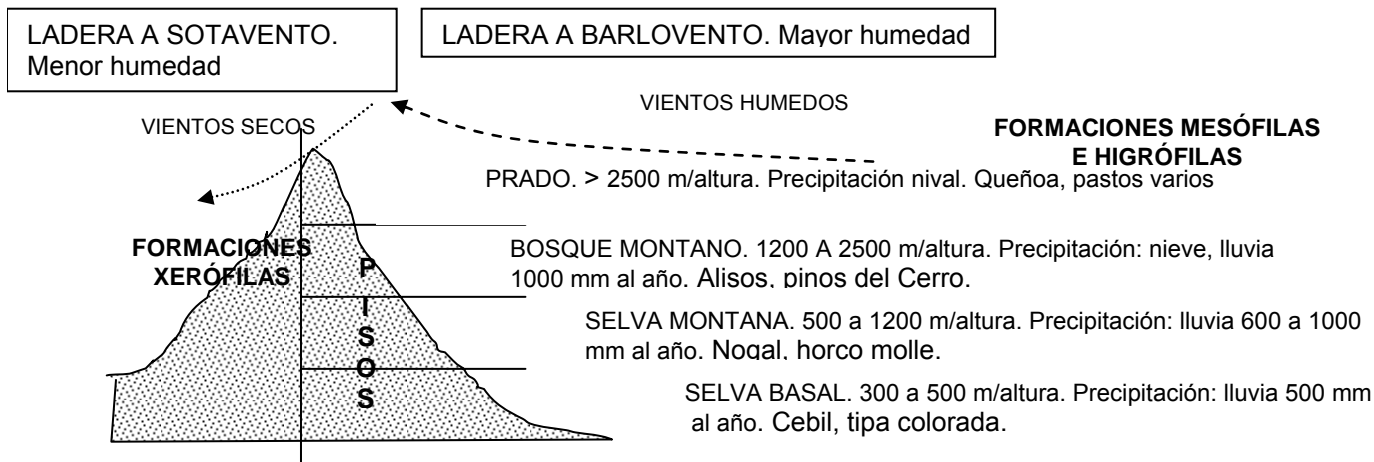 LADERA A SOTAVENTO.
Menor humedad
LADERA A BARLOVENTO. Mayor humedad
VIENTOS HUMEDOS
VIENTOS SECOS
FORMACIONES MESÓFILAS
E HIGRÓFILAS
PRADO. > 2500 m/altura. Precipitación nival. Queñoa, pastos varios
FORMACIONES
XERÓFILAS
BOSQUE MONTANO. 1200 A 2500 m/altura. Precipitación: nieve, lluvia
1000 mm al año. Alisos, pinos del Cerro.
P
I
S
O
S
SELVA MONTANA. 500 a 1200 m/altura. Precipitación: lluvia 600 a 1000
mm al año. Nogal, horco molle.
SELVA BASAL. 300 a 500 m/altura. Precipitación: lluvia 500 mm
al año. Cebil, tipa colorada.